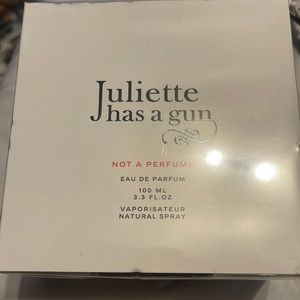 Juliette
has a gun
NOT A PERFUME
EAU DE PARFUM
100 ML
3.3 FL.OZ
VAPORISATEUR
NATURAL SPRAY